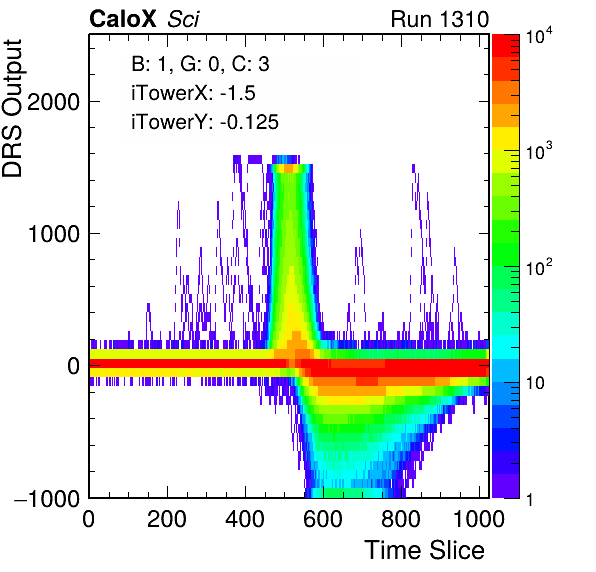 CaloX Sci Run 1310
B: 1, G: 0, C: 3
iTowerX: -1.5
iTowerY: -0.125
DRS Output
2000
1000
0
−1000
0 200 400 600 800 1000
Time Slice
10^4
10^3
10^2
10
1